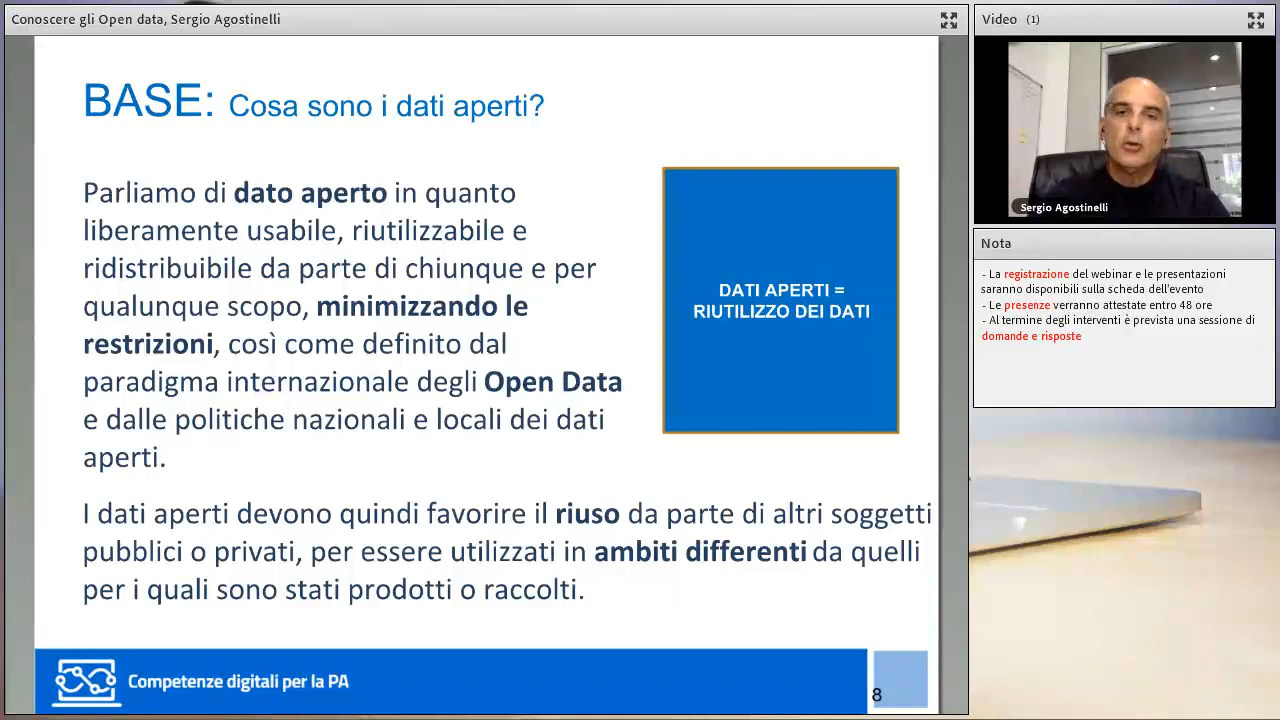 Conoscere gli Open data, Sergio Agostinelli
BASE: Cosa sono i dati aperti?
Parliamo di dato aperto in quanto
liberamente usabile, riutilizzabile e
ridistribuibile da parte di chiunque e per
qualunque scopo, minimizzando le
restrizioni, così come definito dal
paradigma internazionale degli Open Data
e dalle politiche nazionali e locali dei dati
aperti.
DATI APERTI =
RIUTILIZZO DEI DATI
I dati aperti devono quindi favorire il riuso da parte di altri soggetti
pubblici o privati, per essere utilizzati in ambiti differenti da quelli
per i quali sono stati prodotti o raccolti.
Competenze digitali per la PA
8
Video (1)
Sergio Agostinelli
Nota
- La registrazione del webinar e le presentazioni
saranno disponibili sulla scheda dell'evento
- Le presenze verranno attestate entro 48 ore
- Al termine degli interventi è prevista una sessione di
domande e risposte